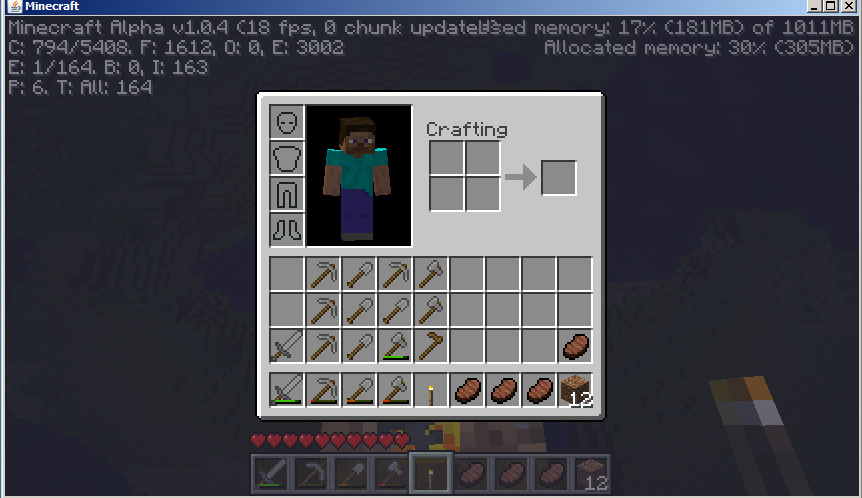 Minecraft
Minecraft Alpha v1.0.4 (18 fps, 0 chunk updates)
Used memory: 17% (181MB) of 1011MB
C: 794/5408. F: 1612, O: 0, E: 3002
Allocated memory: 30% (305MB)
E: 1/164. B: 0, I: 163
P: 6. T: All: 164
Crafting
12
12